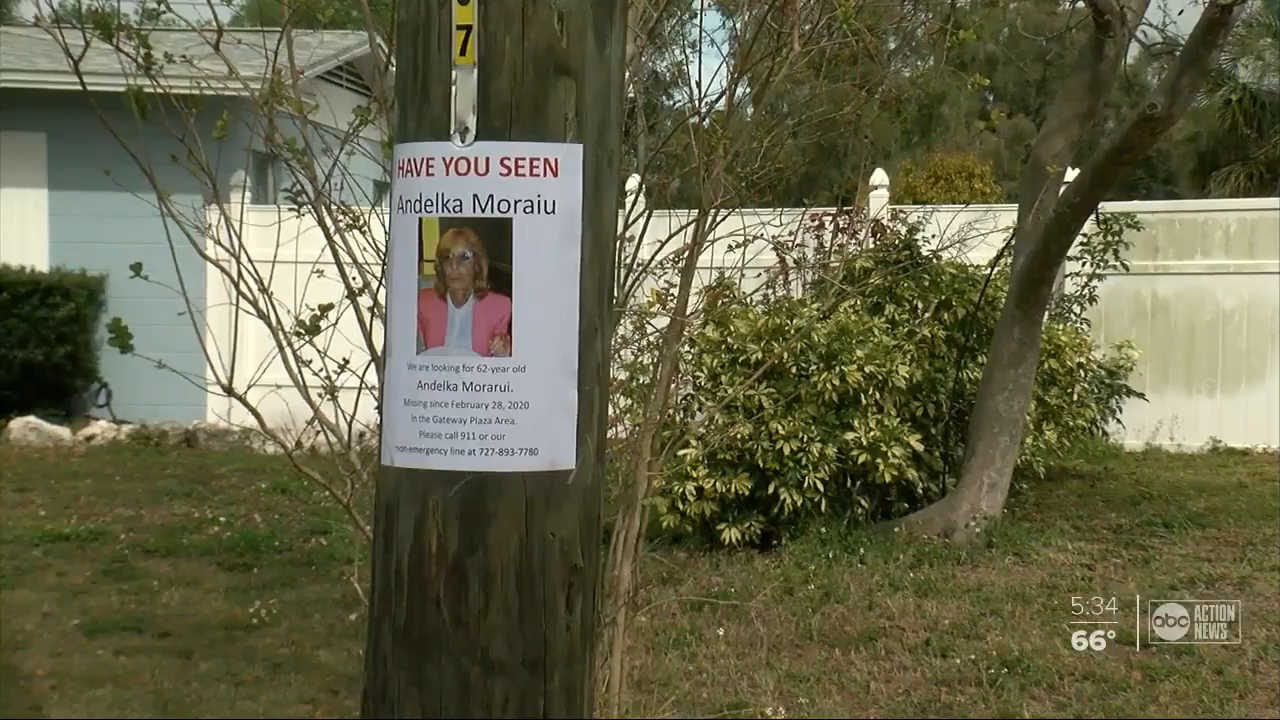 7
HAVE YOU SEEN
Andelka Moraiu
We are looking for 62-year old
Andelka Morarui.
Missing since February 28, 2020
In the Gateway Plaza Area.
Please call 911 or our
non-emergency line at 727-893-7780
5:34
66°
abc
ACTION
NEWS